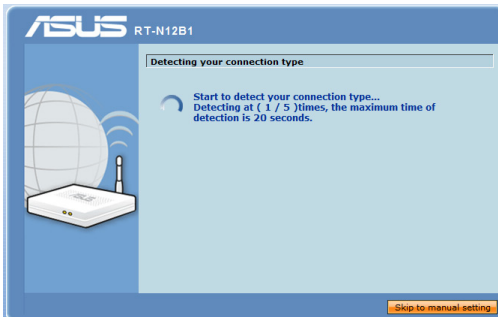 ASUS RT-N12B1
Detecting your connection type
Start to detect your connection type...
Detecting at ( 1 / 5 )times, the maximum time of
detection is 20 seconds.
ASUS
Skip to manual setting